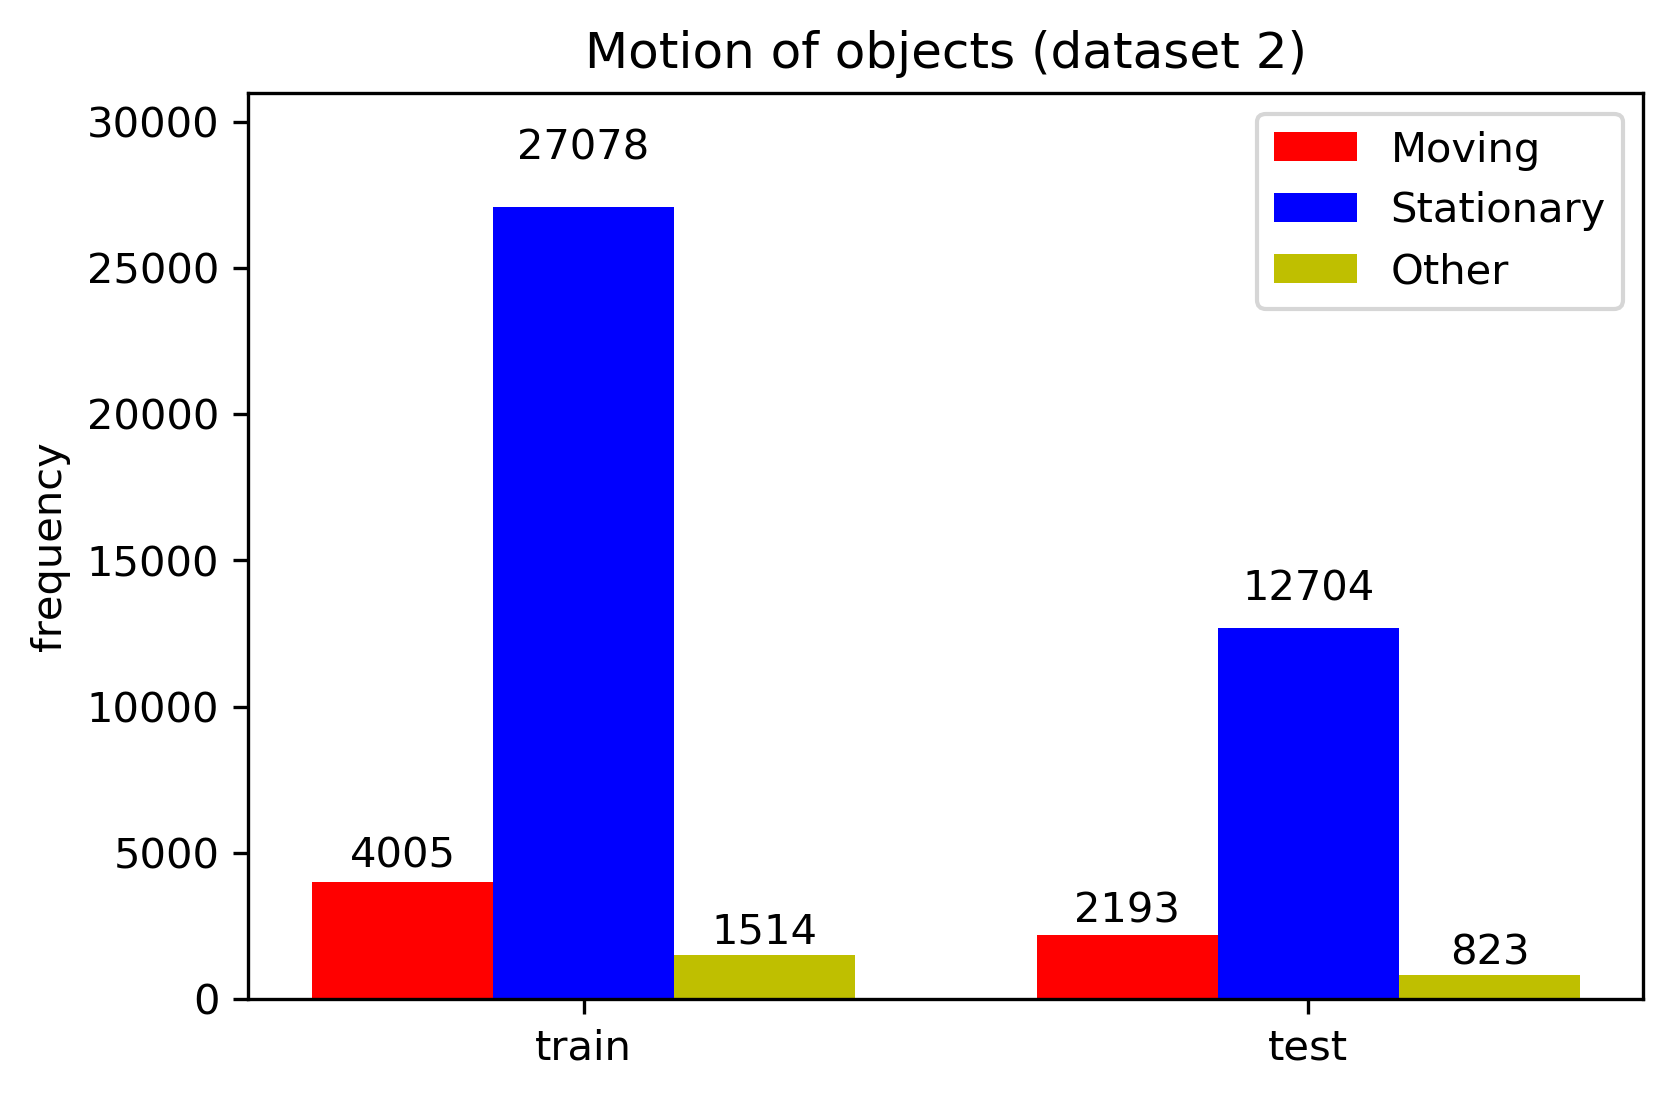 Motion of objects (dataset 2)
frequency
30000
25000
20000
15000
10000
5000
0
27078
4005
1514
12704
2193
823
Moving
Stationary
Other
train
test